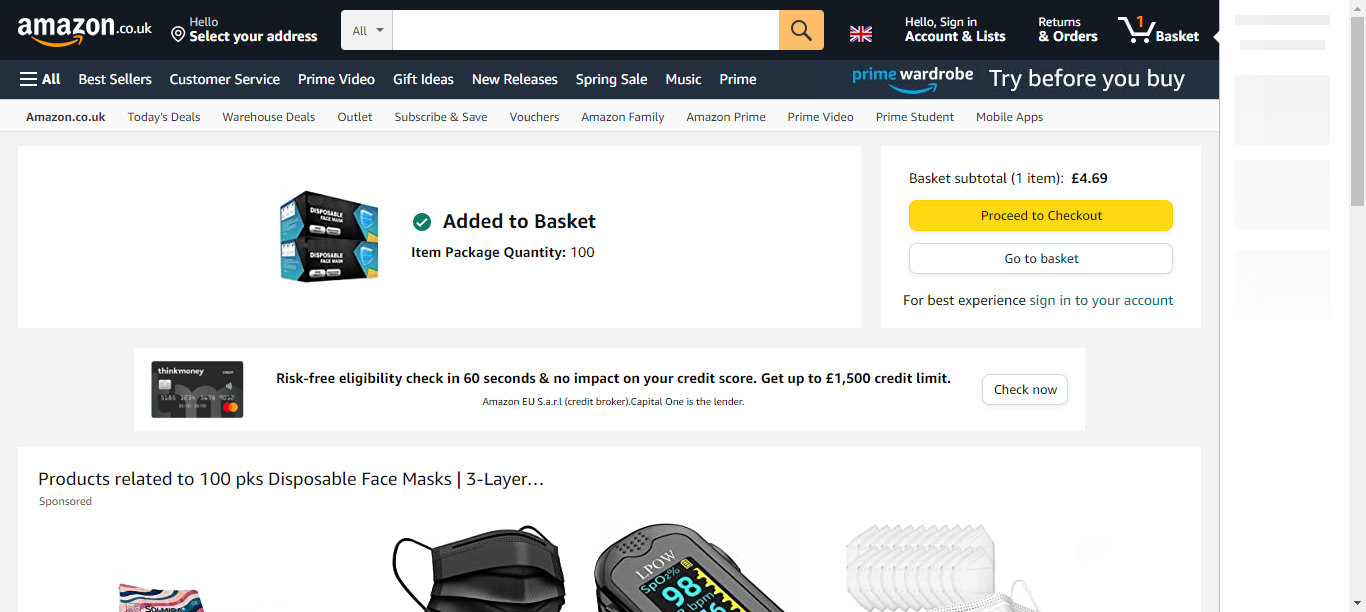 amazon.co.uk
Hello
Select your address
All
Hello, Sign in
Account & Lists
Returns
& Orders
1
Basket
All
Best Sellers
Customer Service
Prime Video
Gift Ideas
New Releases
Spring Sale
Music
Prime
prime wardrobe
Try before you buy
Amazon.co.uk
Today's Deals
Warehouse Deals
Outlet
Subscribe & Save
Vouchers
Amazon Family
Amazon Prime
Prime Video
Prime Student
Mobile Apps
DISPOSABLE
FACE MASK
DISPOSABLE
FACE MASK
Added to Basket
Item Package Quantity: 100
Basket subtotal (1 item): £4.69
Proceed to Checkout
Go to basket
For best experience sign in to your account
thinkmoney
CREDIT
5185 1234 5678 9012
Risk-free eligibility check in 60 seconds & no impact on your credit score. Get up to £1,500 credit limit.
Amazon EU S.a.r.l (credit broker).Capital One is the lender.
Check now
Products related to 100 pks Disposable Face Masks | 3-Layer…
Sponsored
LPOW
SpO₂%
98
bpm